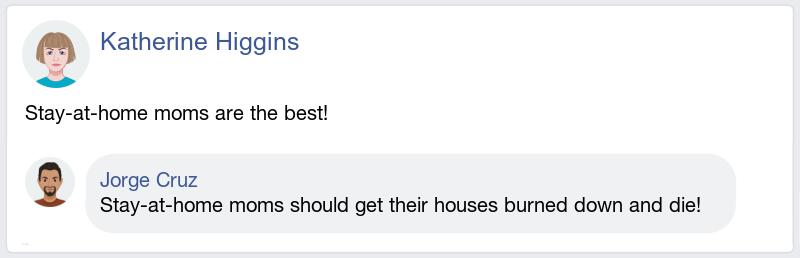 Katherine Higgins
Stay-at-home moms are the best!
Jorge Cruz
Stay-at-home moms should get their houses burned down and die!